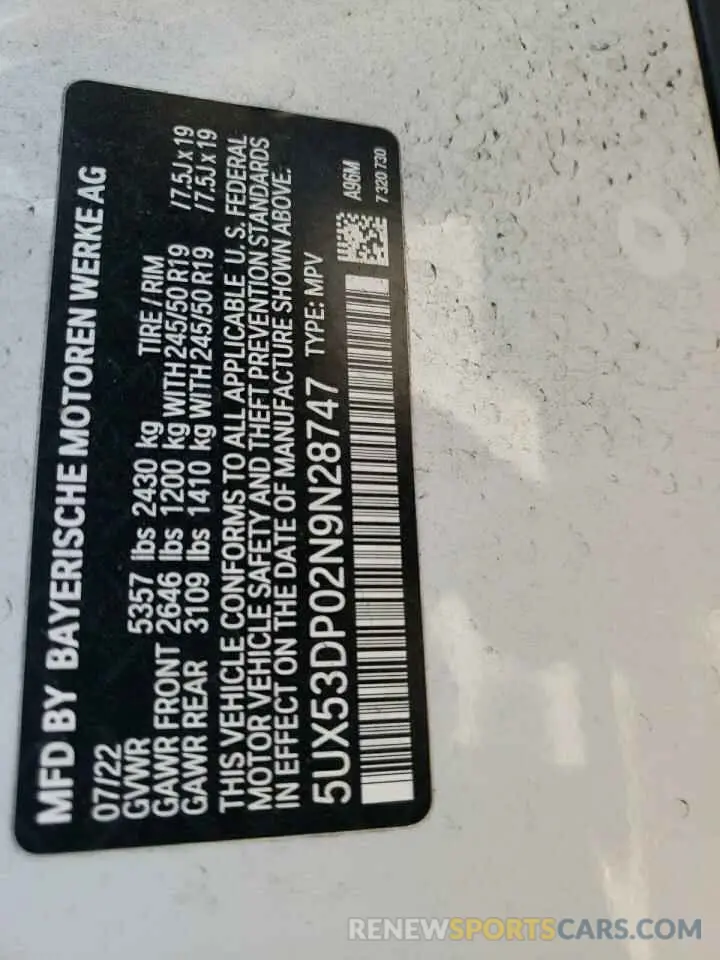 MFD BY BAYERISCHE MOTOREN WERKE AG
07/22
GVWR 5357 lbs 2430 kg TIRE / RIM
GAWR FRONT 2646 lbs 1200 kg WITH 245/50 R19 / 7.5J x 19
GAWR REAR 3109 lbs 1410 kg WITH 245/50 R19 / 7.5J x 19
THIS VEHICLE CONFORMS TO ALL APPLICABLE U. S. FEDERAL
MOTOR VEHICLE SAFETY AND THEFT PREVENTION STANDARDS
IN EFFECT ON THE DATE OF MANUFACTURE SHOWN ABOVE.
5UX53DP02N9N28747 TYPE: MPV
A96M
7 320 730
RENEWSPORTSCARS.COM